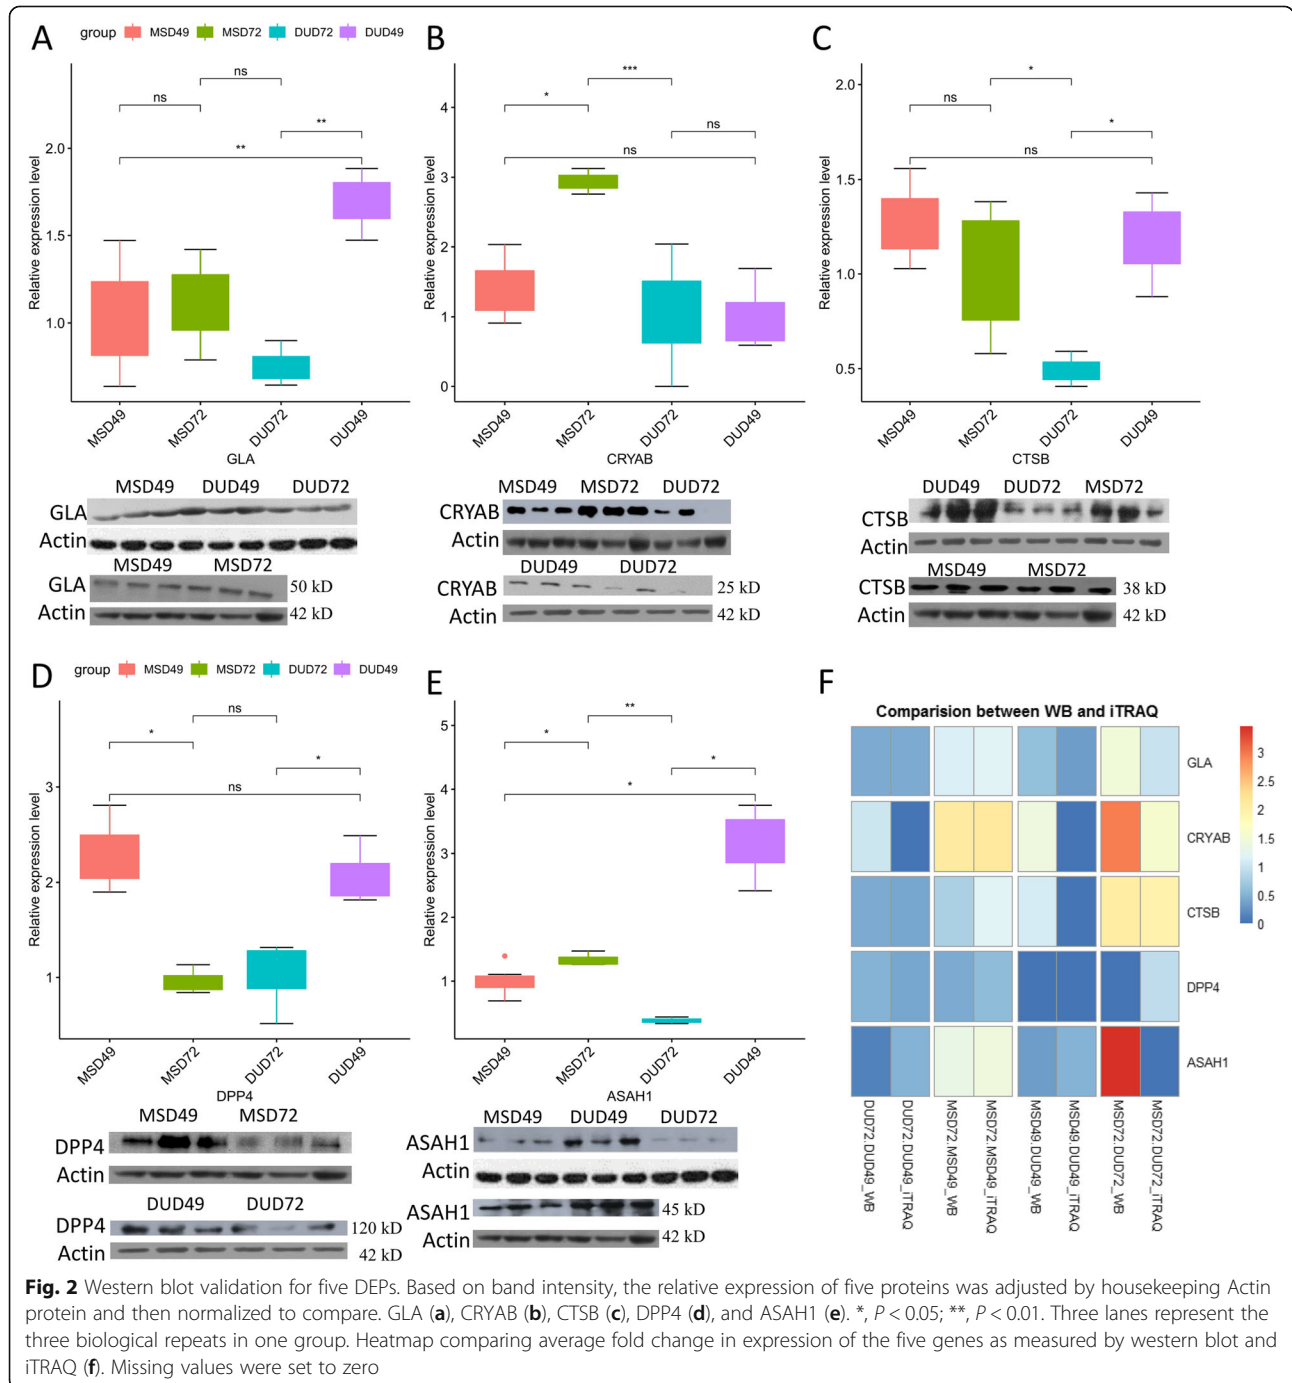 A
group MSD49 MSD72 DUD72 DUD49
ns
ns
**
**
Relative expression level
2.0
1.5
1.0
MSD49 MSD72 DUD72 DUD49
GLA
MSD49 DUD49 DUD72
GLA
Actin
MSD49 MSD72
GLA 50 kD
Actin 42 kD
B
***
*
ns
ns
Relative expression level
4
3
2
1
0
MSD49 MSD72 DUD72 DUD49
CRYAB
MSD49 MSD72 DUD72
CRYAB
Actin
DUD49 DUD72
CRYAB 25 kD
Actin 42 kD
C
*
ns
*
ns
Relative expression level
2.0
1.5
1.0
0.5
MSD49 MSD72 DUD72 DUD49
CTSB
DUD49 DUD72 MSD72
CTSB
Actin
MSD49 MSD72
CTSB 38 kD
Actin 42 kD
D
group MSD49 MSD72 DUD72 DUD49
ns
*
*
ns
Relative expression level
3
2
1
MSD49 MSD72 DUD72 DUD49
DPP4
MSD49 MSD72
DPP4
Actin
DUD49 DUD72
DPP4 120 kD
Actin 42 kD
E
**
*
*
*
Relative expression level
5
4
3
2
1
MSD49 MSD72 DUD72 DUD49
ASAH1
MSD49 DUD49 DUD72
ASAH1
Actin
ASAH1 45 kD
Actin 42 kD
F
Comparision between WB and iTRAQ
GLA
CRYAB
CTSB
DPP4
ASAH1
3
2.5
2
1.5
1
0.5
0
DUD72.DUD49_WB
DUD72.DUD49_iTRAQ
MSD72.MSD49_WB
MSD72.MSD49_iTRAQ
MSD49.DUD49_WB
MSD49.DUD49_iTRAQ
MSD72.DUD72_WB
MSD72.DUD72_iTRAQ
Fig. 2 Western blot validation for five DEPs. Based on band intensity, the relative expression of five proteins was adjusted by housekeeping Actin
protein and then normalized to compare. GLA (a), CRYAB (b), CTSB (c), DPP4 (d), and ASAH1 (e). *, P < 0.05; **, P < 0.01. Three lanes represent the
three biological repeats in one group. Heatmap comparing average fold change in expression of the five genes as measured by western blot and
iTRAQ (f). Missing values were set to zero